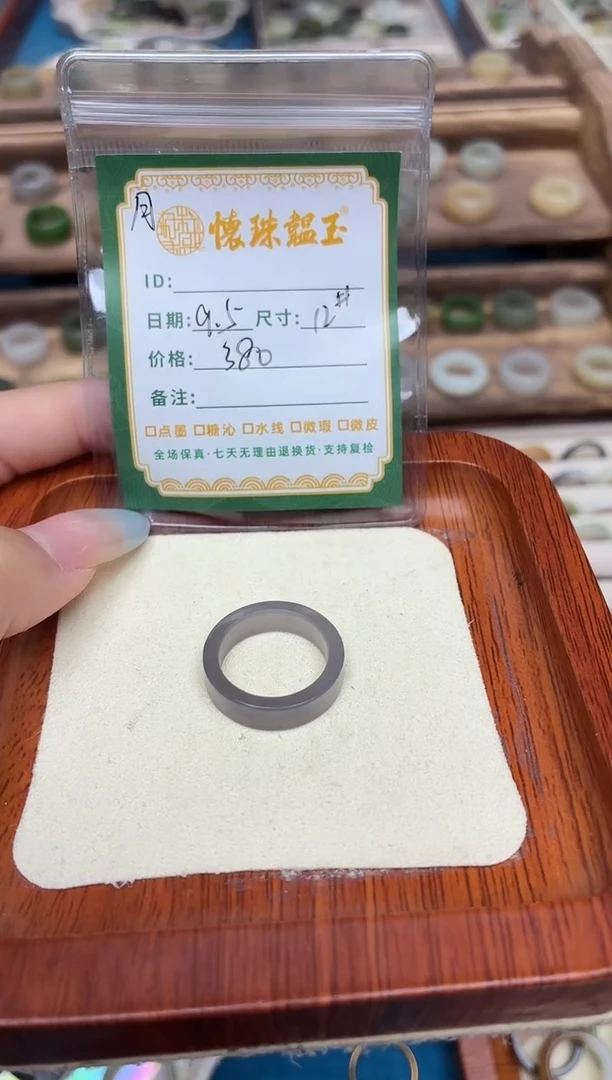 月
懷珠韞玉®
ID:
日期: 9.5 尺寸: 12#
价格: 380
备注:
□点墨 □糖沁 □水线 □微瑕 □微皮
全场保真·七天无理由退换货·支持复检